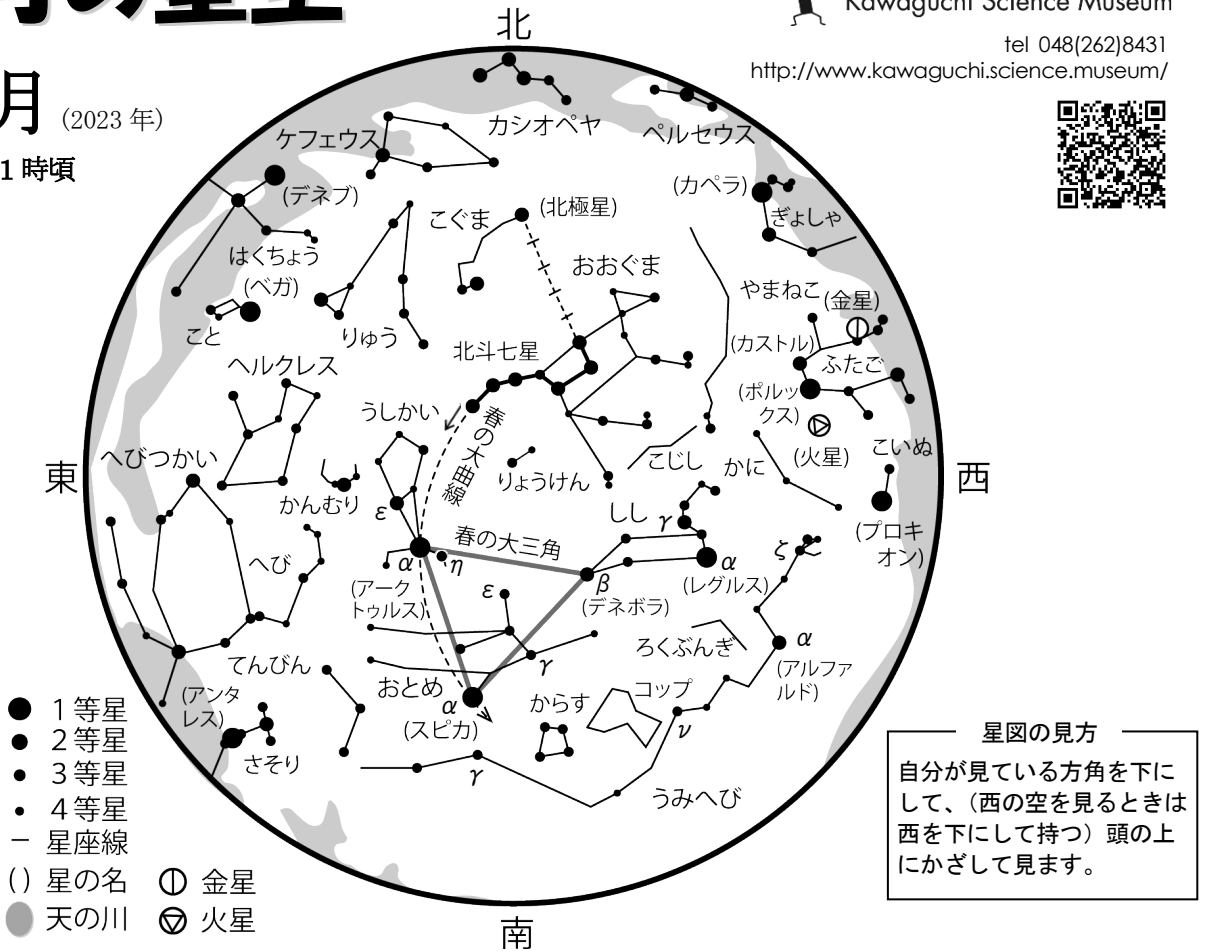 の星空
Kawaguchi Science Museum
tel 048(262)8431
http://www.kawaguchi.science.museum/
月 (2023 年)
1 時頃
北
カシオペヤ
ペルセウス
ケフェウス
(デネブ)
(カペラ)
ぎょしゃ
こぐま
(北極星)
はくちょう
(ベガ)
おおぐま
こと
りゅう
やまねこ
(金星)
北斗七星
(カストル)
ふたご
ヘルクレス
(ポルッ
クス)
うしかい
春の大曲線
(火星)
こいぬ
東
西
へびつかい
かんむり
りょうけん
こじし
かに
ε
しし
γ
(プロキ
オン)
春の大三角
α
η
α
ζ
へび
(アーク
トゥルス)
ε
β
(デネボラ)
(レグルス)
ろくぶんぎ
α
(アルファ
ルド)
γ
てんびん
おとめ
α
(スピカ)
からす
コップ
ν
(アンタ
レス)
さそり
γ
うみへび
南
1等星
2等星
3等星
4等星
星座線
() 星の名
天の川
金星
火星
星図の見方
自分が見ている方角を下に
して、（西の空を見るときは
西を下にして持つ）頭の上
にかざして見ます。